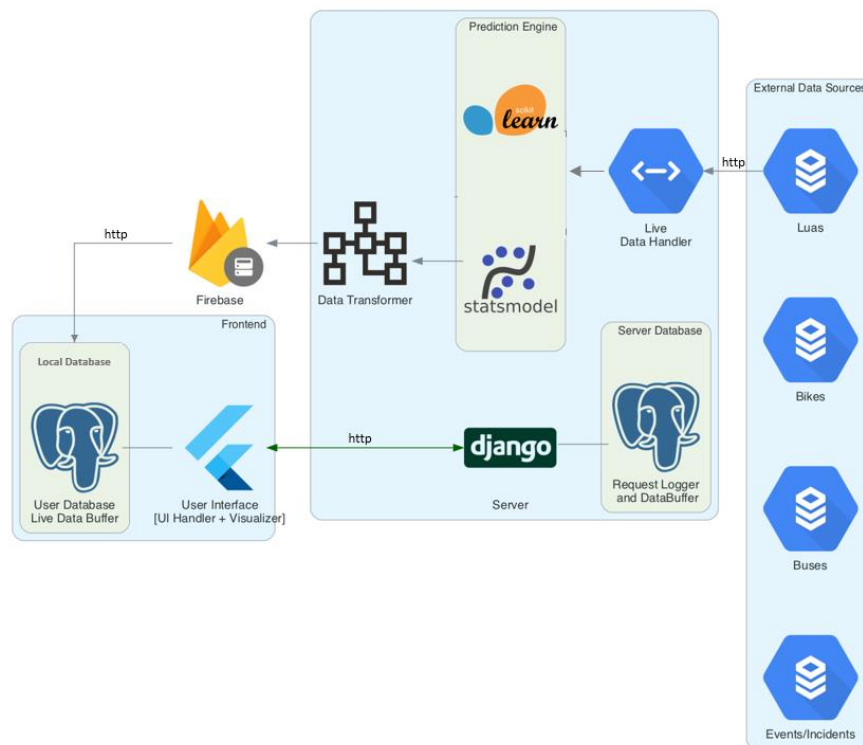 Prediction Engine
External Data Sources
scikit
learn
http
Live
Data Handler
Luas
http
Firebase
Data Transformer
statsmodel
Frontend
Server Database
Local Database
Bikes
http
django
User Database
Live Data Buffer
User Interface
[UI Handler + Visualizer]
Request Logger
and DataBuffer
Server
Buses
Events/Incidents